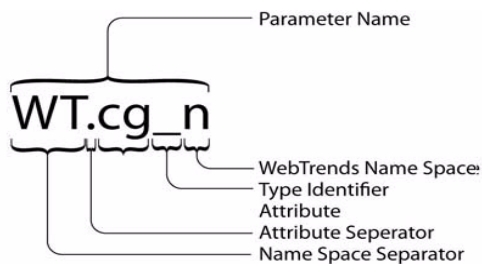 Parameter Name
WT.cg_n
WebTrends Name Space
Type Identifier
Attribute
Attribute Seperator
Name Space Separator